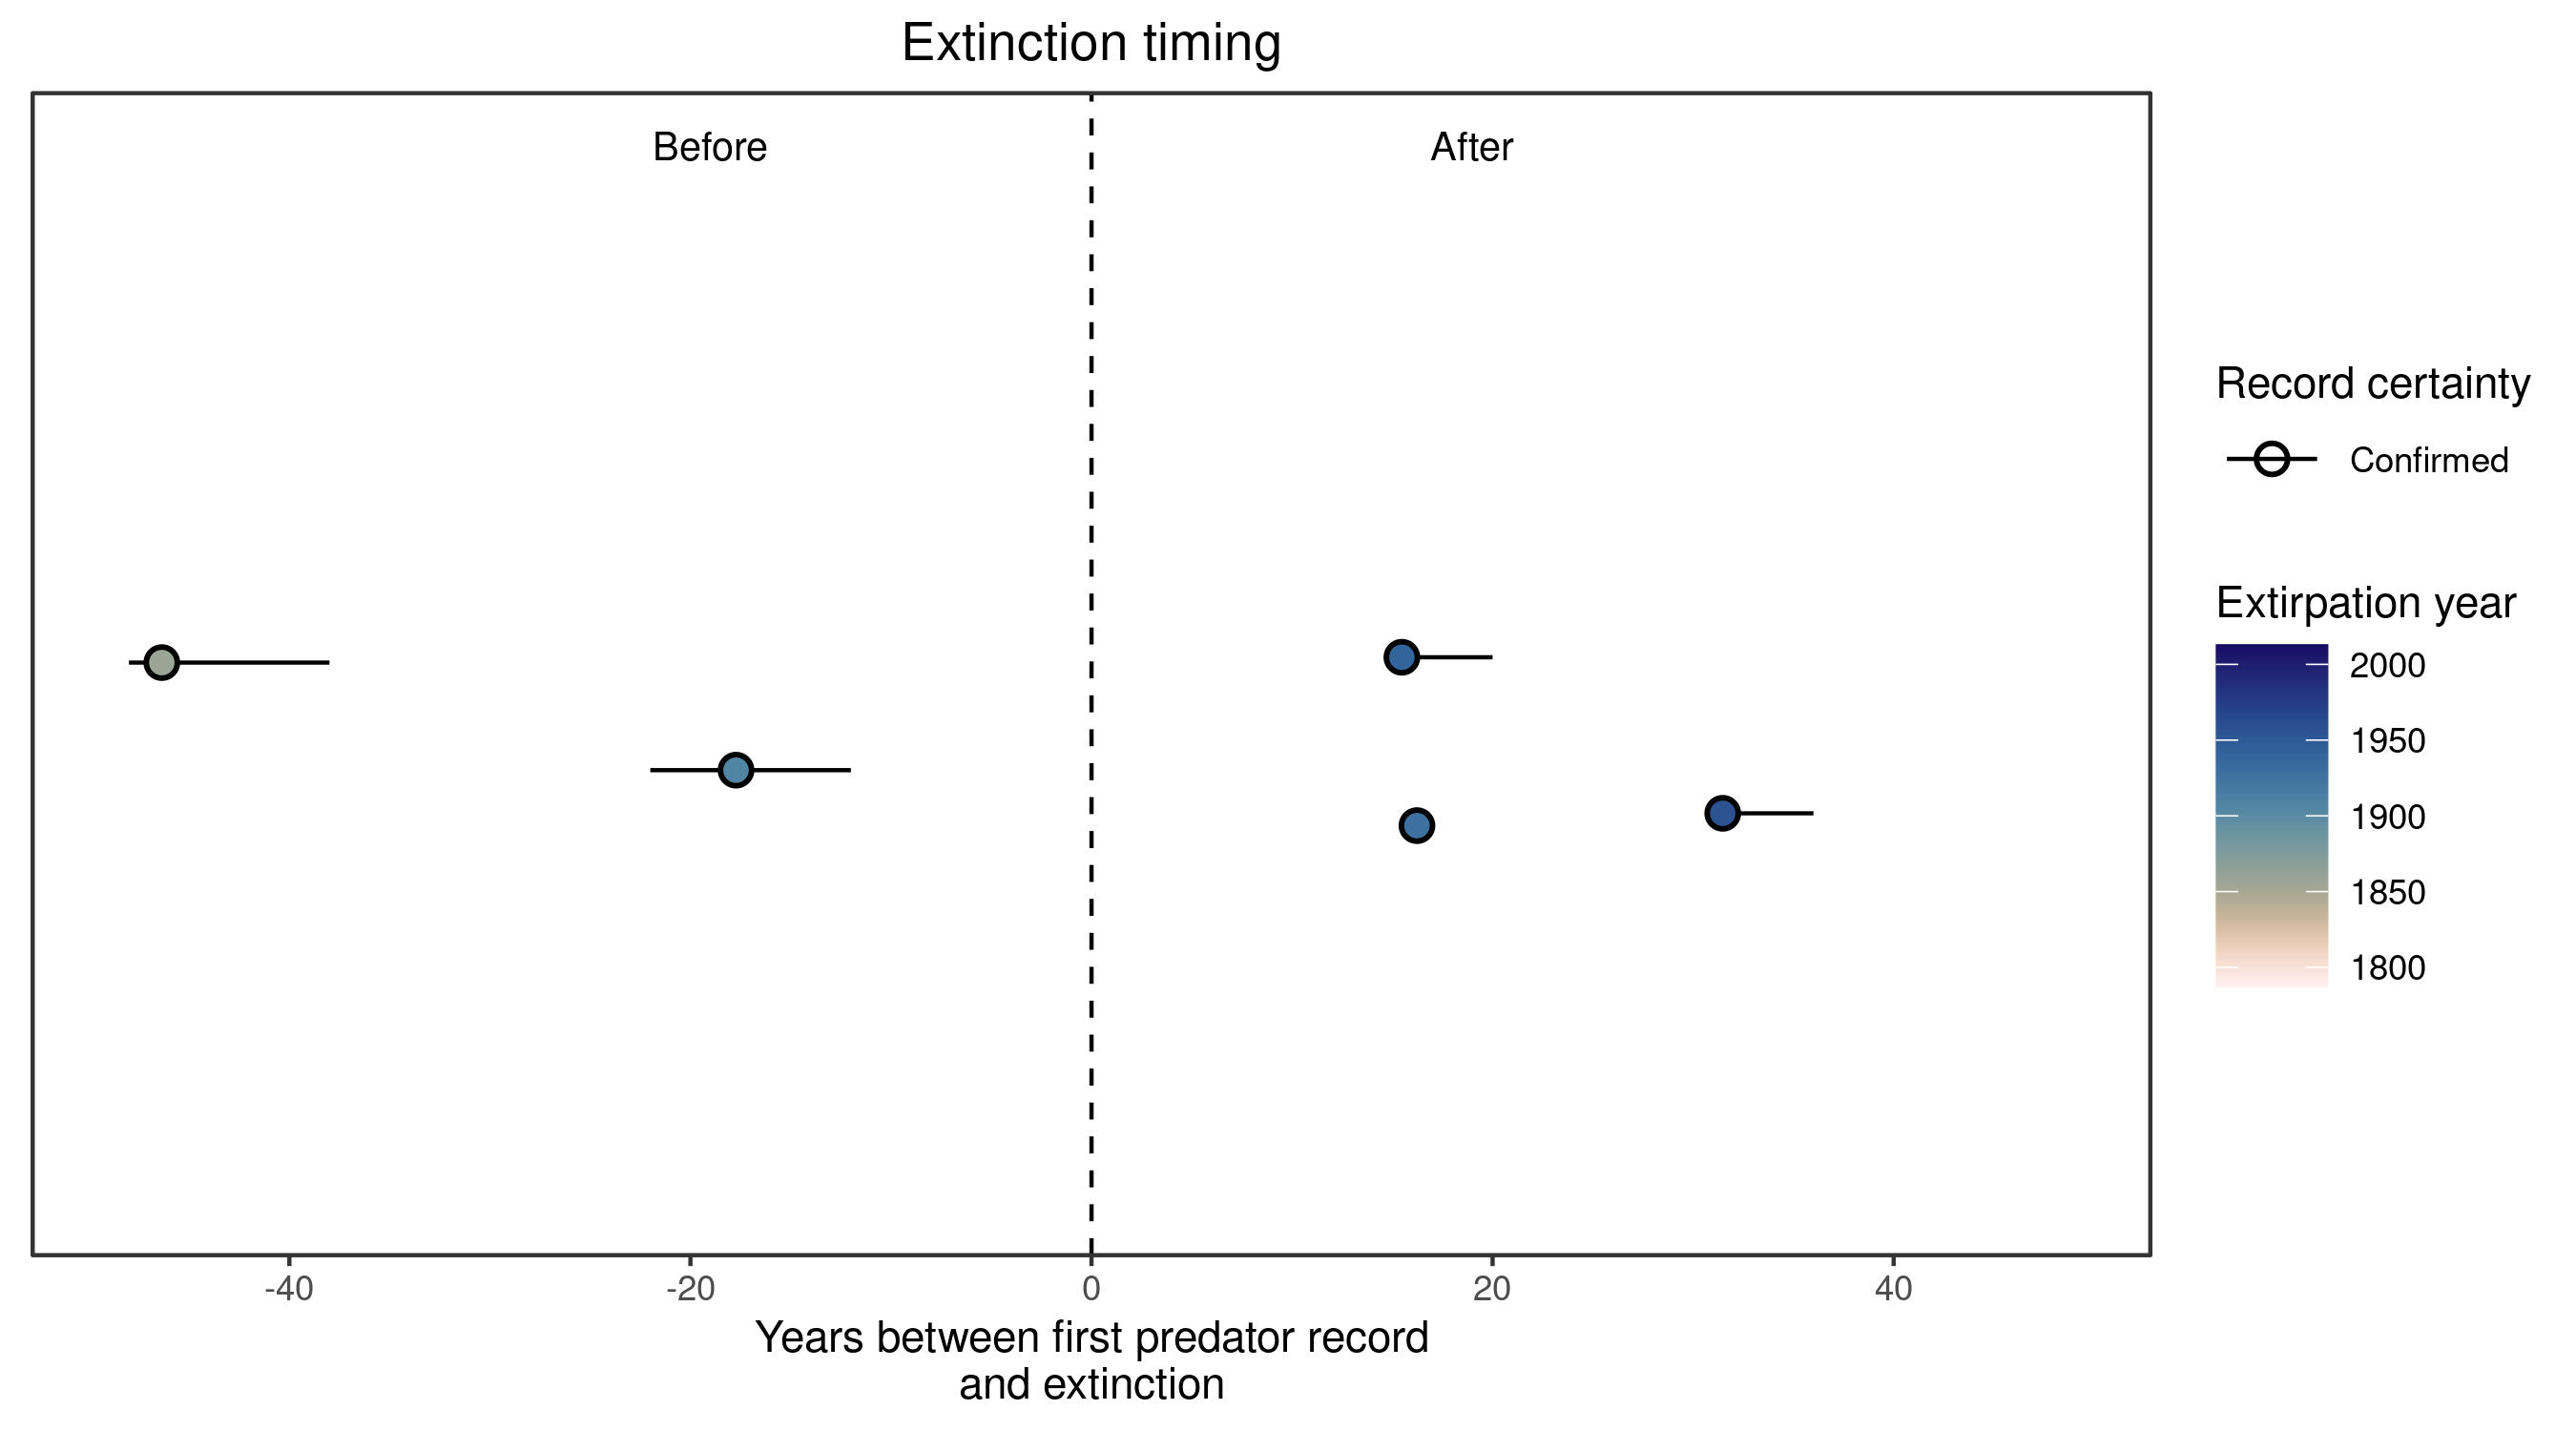 Extinction timing
Before
After
-40
-20
0
20
40
Years between first predator record
and extinction
Record certainty
Confirmed
Extirpation year
2000
1950
1900
1850
1800